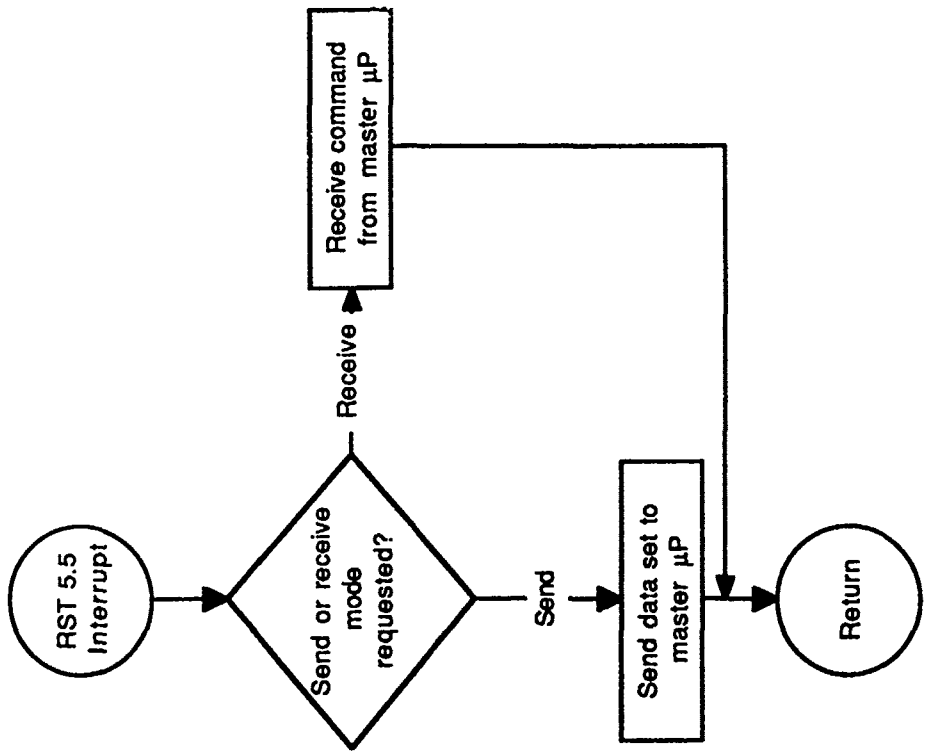 RST 5.5
Interrupt
Send or receive
mode
requested?
Receive
Receive command
from master µP
Send
Send data set to
master µP
Return